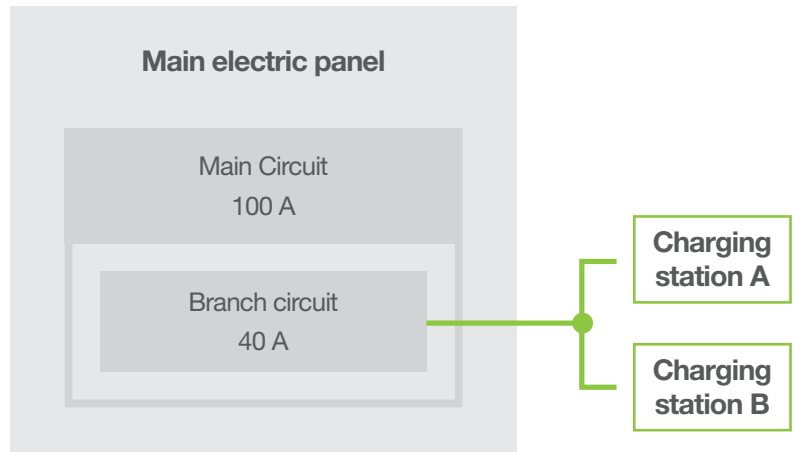 Main electric panel
Main Circuit
100 A
Branch circuit
40 A
Charging
station A
Charging
station B